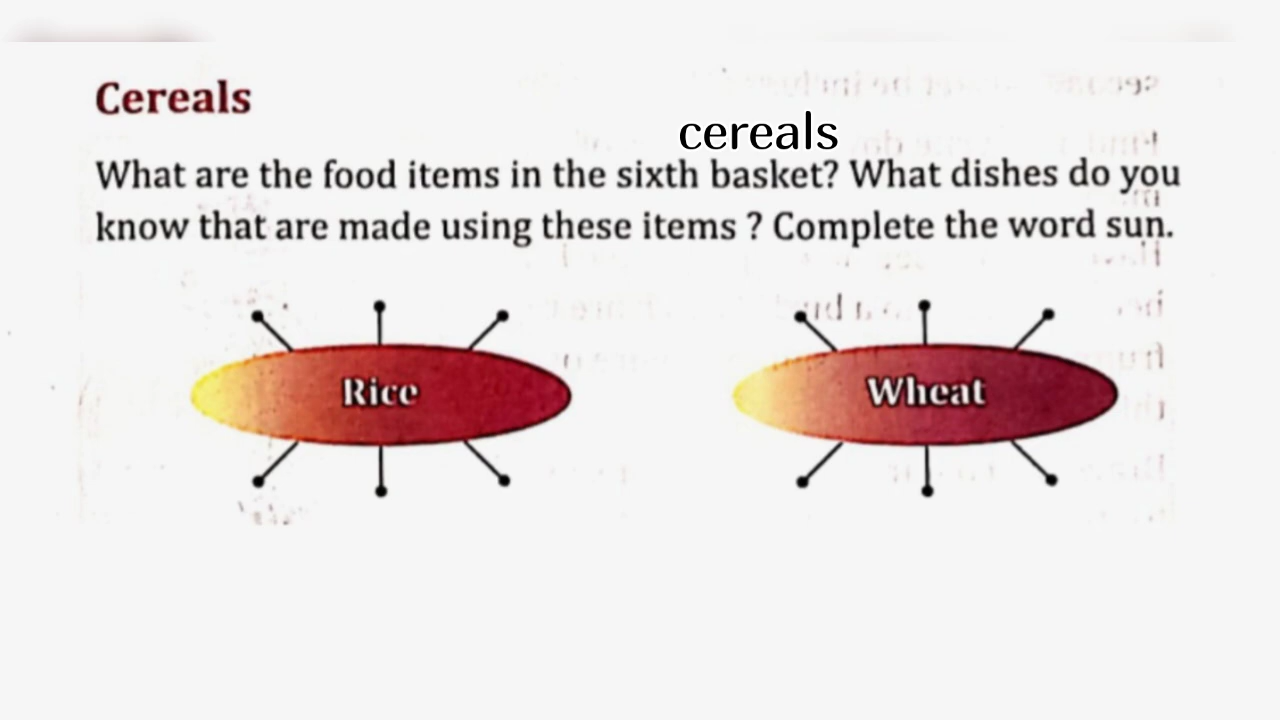 Cereals
cereals
What are the food items in the sixth basket? What dishes do you
know that are made using these items ? Complete the word sun.
Rice
Wheat